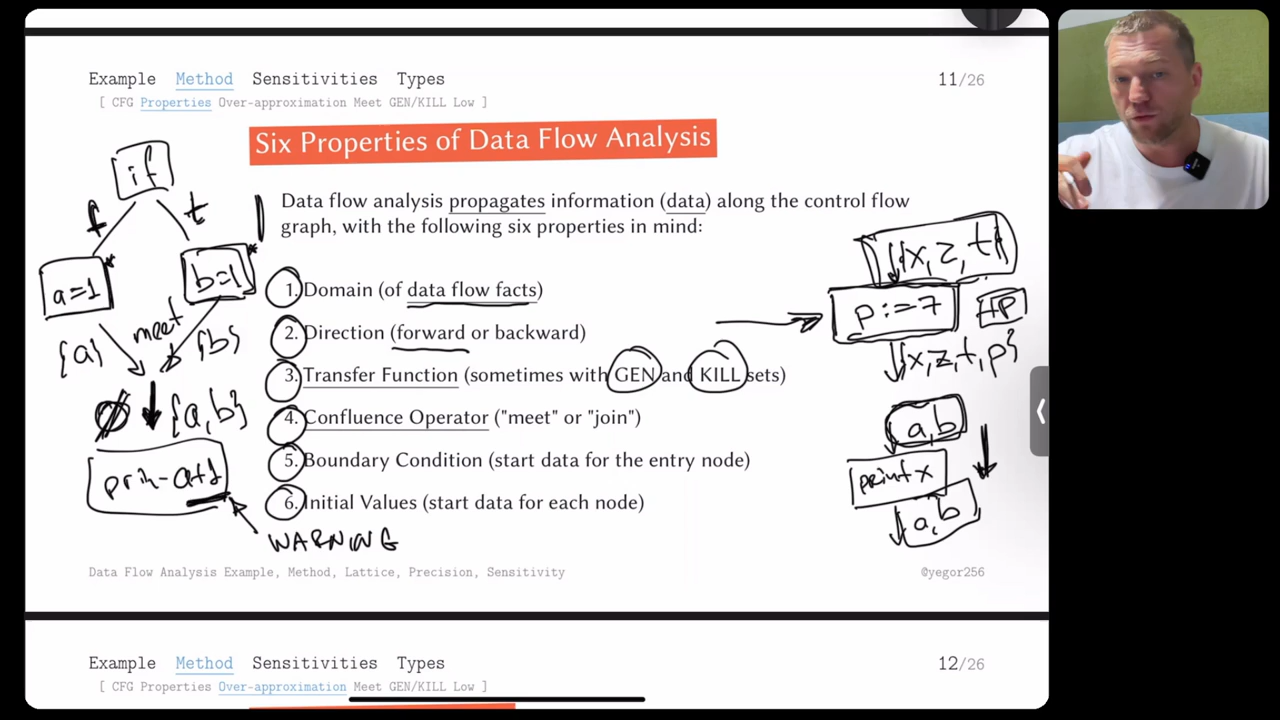 Example Method Sensitivities Types
11/26
[ CFG Properties Over-approximation Meet GEN/KILL Low ]
Six Properties of Data Flow Analysis
Data flow analysis propagates information (data) along the control flow
graph, with the following six properties in mind:
1. Domain (of data flow facts)
2. Direction (forward or backward)
3. Transfer Function (sometimes with GEN and KILL sets)
4. Confluence Operator ("meet" or "join")
5. Boundary Condition (start data for the entry node)
6. Initial Values (start data for each node)
if
f
t
a=1
*
b=1
*
meet
{a}
{b}
∅
{a,b}
prin- a+1
WARNING
{x,z,t}
p:=7
+P
{x,z,t,p}
a,b
print x
a,b
Data Flow Analysis Example, Method, Lattice, Precision, Sensitivity
@yegor256
Example Method Sensitivities Types
12/26
[ CFG Properties Over-approximation Meet GEN/KILL Low ]